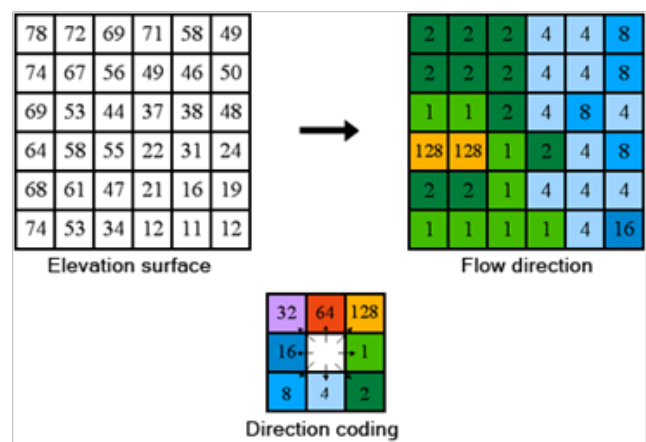 78 72 69 71 58 49 2 2 2 4 4 8
74 67 56 49 46 50 2 2 2 4 4 8
69 53 44 37 38 48 1 1 2 4 8 4
64 58 55 22 31 24 128 128 1 2 4 8
68 61 47 21 16 19 2 2 1 4 4 4
74 53 34 12 11 12 1 1 1 1 4 16
Elevation surface Flow direction
32 64 128
16 1
8 4 2
Direction coding